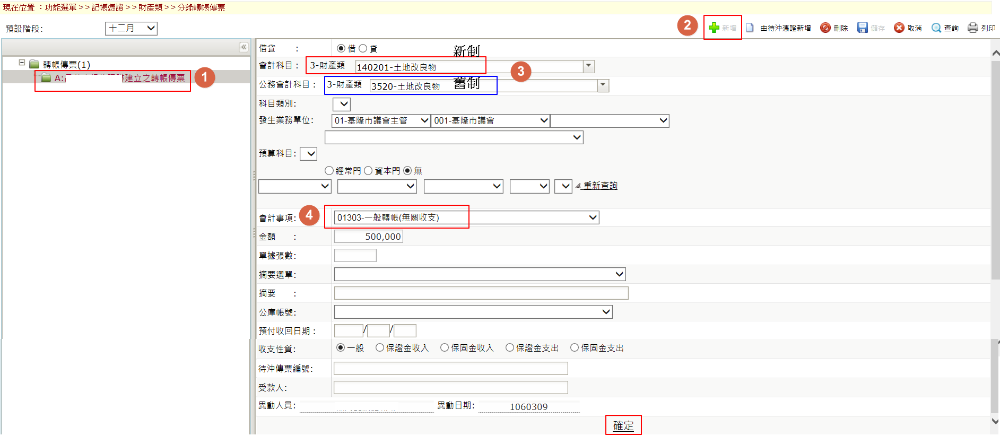 現在位置 ：功能選單>>記帳憑證>>財產類>>分錄轉帳傳票
預設階段: 十二月
2 新增 由待沖憑證新增 刪除 儲存 取消 查詢 列印
轉帳傳票(1)
A: 建立之轉帳傳票 1
借貸 : 借 貸
新制
會計科目: 3-財產類 140201-土地改良物 3
公務會計科目: 3-財產類 3520-土地改良物 舊制
科目類別:
發生業務單位: 01-基隆市議會主管 001-基隆市議會
預算科目:
經常門 資本門 無
重新查詢
會計事項: 4 01303-一般轉帳(無關收支)
金額 : 500,000
單據張數:
摘要選單:
摘要 :
公庫帳號:
預付收回日期: / /
收支性質: 一般 保證金收入 保固金收入 保證金支出 保固金支出
待沖傳票編號:
受款人:
異動人員: 異動日期: 1060309
確定